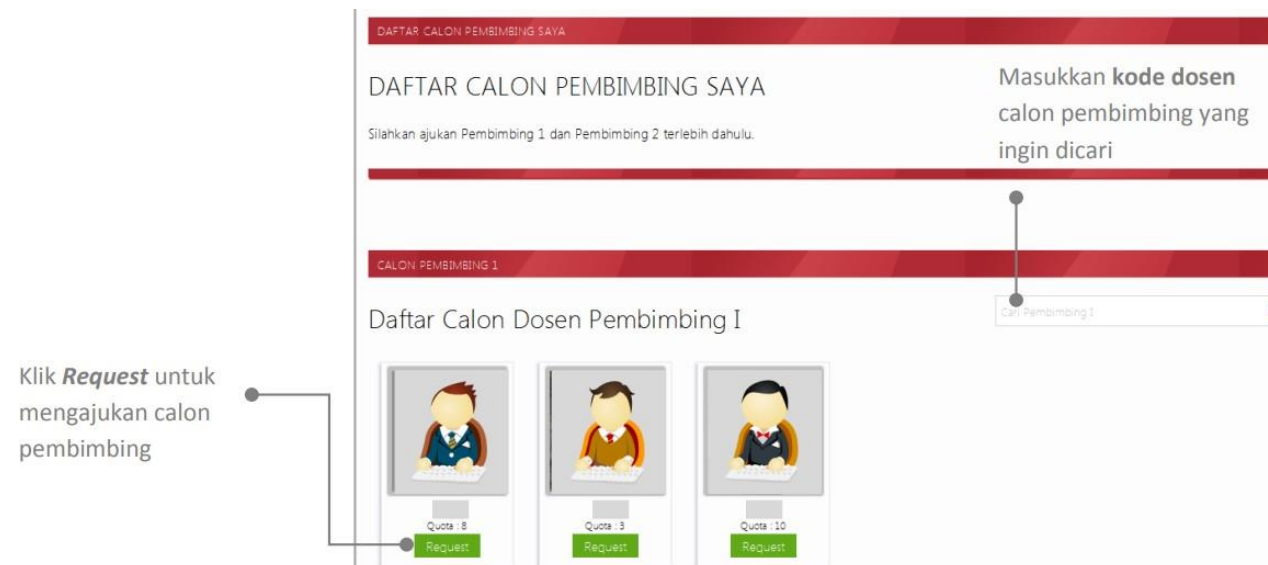 DAFTAR CALON PEMBIMBING SAYA
DAFTAR CALON PEMBIMBING SAYA
Silahkan ajukan Pembimbing 1 dan Pembimbing 2 terlebih dahulu.
Masukkan kode dosen
calon pembimbing yang
ingin dicari
CALON PEMBIMBING 1
Daftar Calon Dosen Pembimbing I
Cari Pembimbing I
Klik Request untuk
mengajukan calon
pembimbing
Quota : 8
Quota : 3
Quota : 10
Request
Request
Request